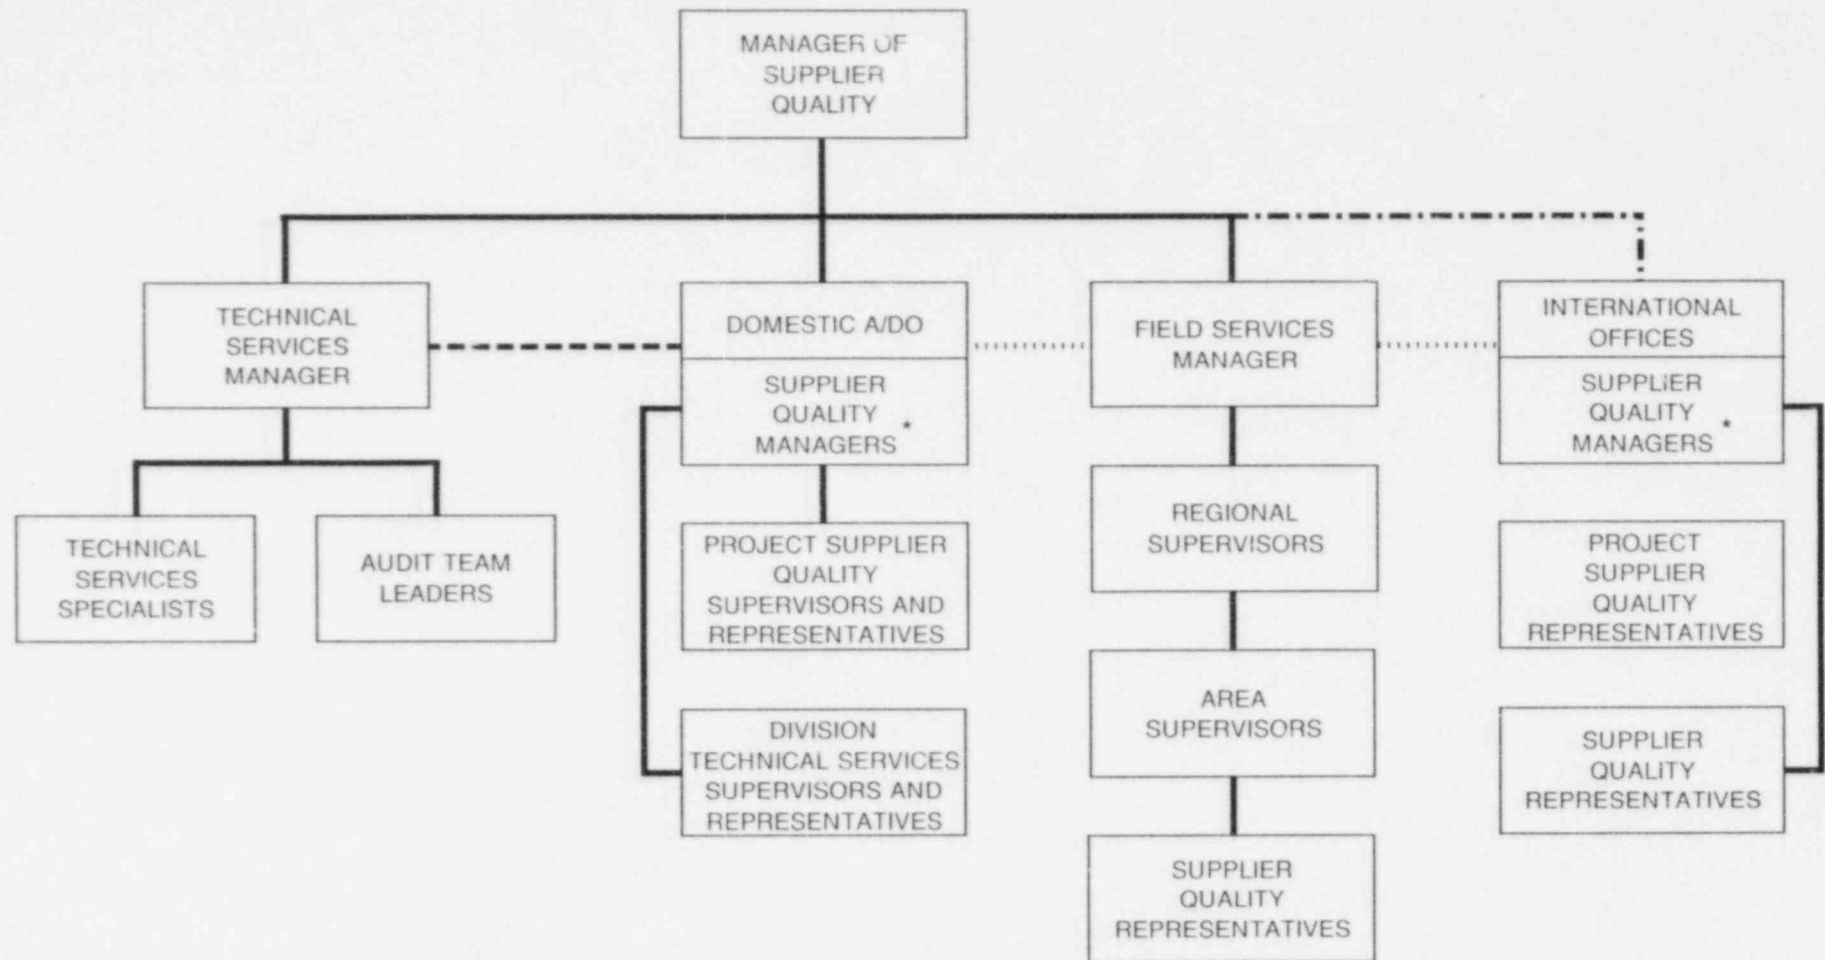 MANAGER OF
SUPPLIER
QUALITY
TECHNICAL
SERVICES
MANAGER
DOMESTIC A/DO
SUPPLIER
QUALITY
MANAGERS *
FIELD SERVICES
MANAGER
INTERNATIONAL
OFFICES
SUPPLIER
QUALITY
MANAGERS *
TECHNICAL
SERVICES
SPECIALISTS
AUDIT TEAM
LEADERS
PROJECT SUPPLIER
QUALITY
SUPERVISORS AND
REPRESENTATIVES
REGIONAL
SUPERVISORS
PROJECT
SUPPLIER
QUALITY
REPRESENTATIVES
DIVISION
TECHNICAL SERVICES
SUPERVISORS AND
REPRESENTATIVES
AREA
SUPERVISORS
SUPPLIER
QUALITY
REPRESENTATIVES
SUPPLIER
QUALITY
REPRESENTATIVES